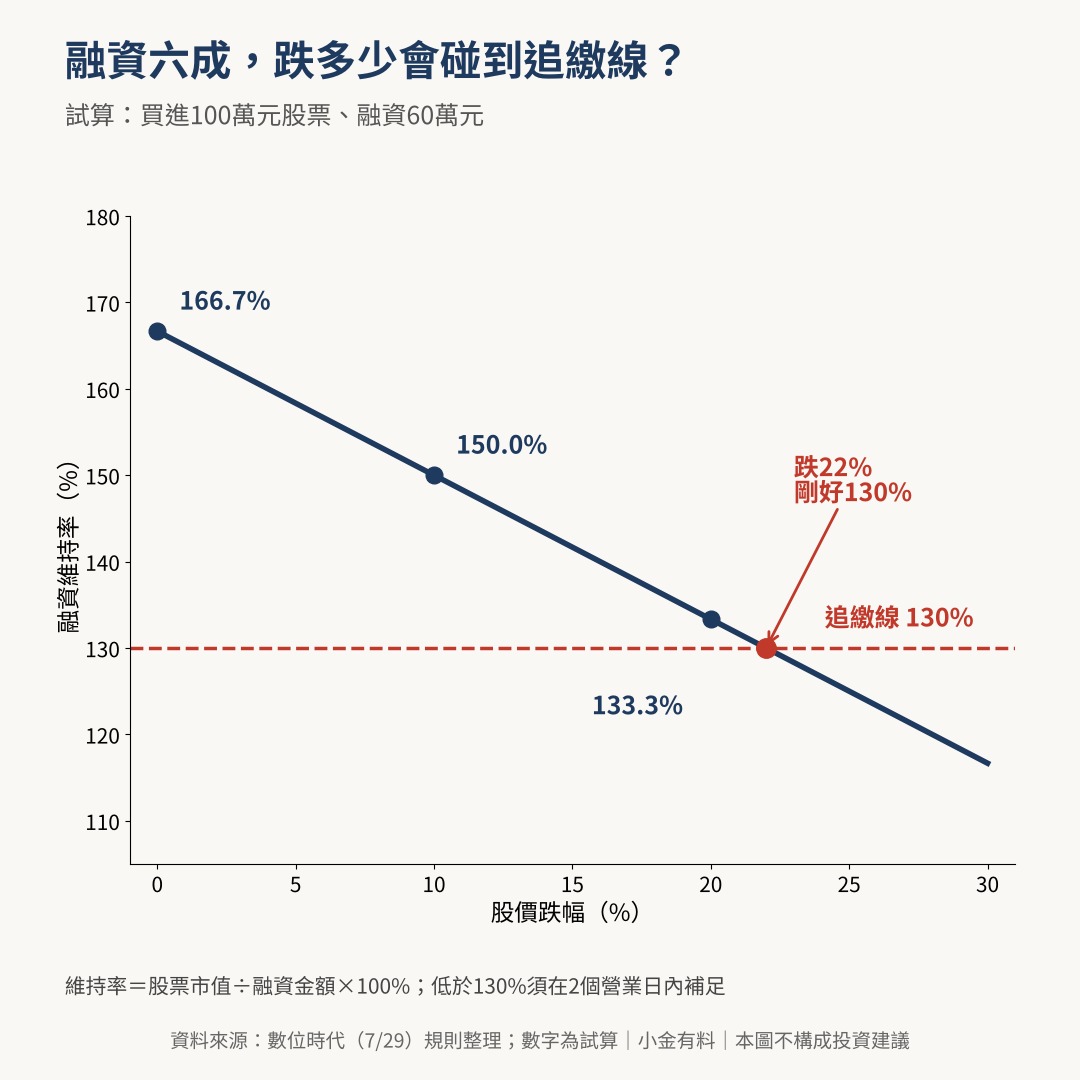 融資六成，跌多少會碰到追繳線？
試算：買進100萬元股票、融資60萬元
融資維持率（%）
180
170
160
150
140
130
120
110
166.7%
150.0%
跌22%
剛好130%
追繳線 130%
133.3%
0
5
10
15
20
25
30
股價跌幅（%）
維持率＝股票市值÷融資金額×100%；低於130%須在2個營業日內補足
資料來源：數位時代（7/29）規則整理；數字為試算｜小金有料｜本圖不構成投資建議